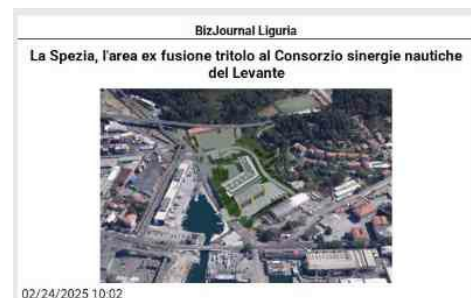 BizJournal Liguria
La Spezia, l'area ex fusione tritolo al Consorzio sinergie nautiche
del Levante
02/24/2025 10:02